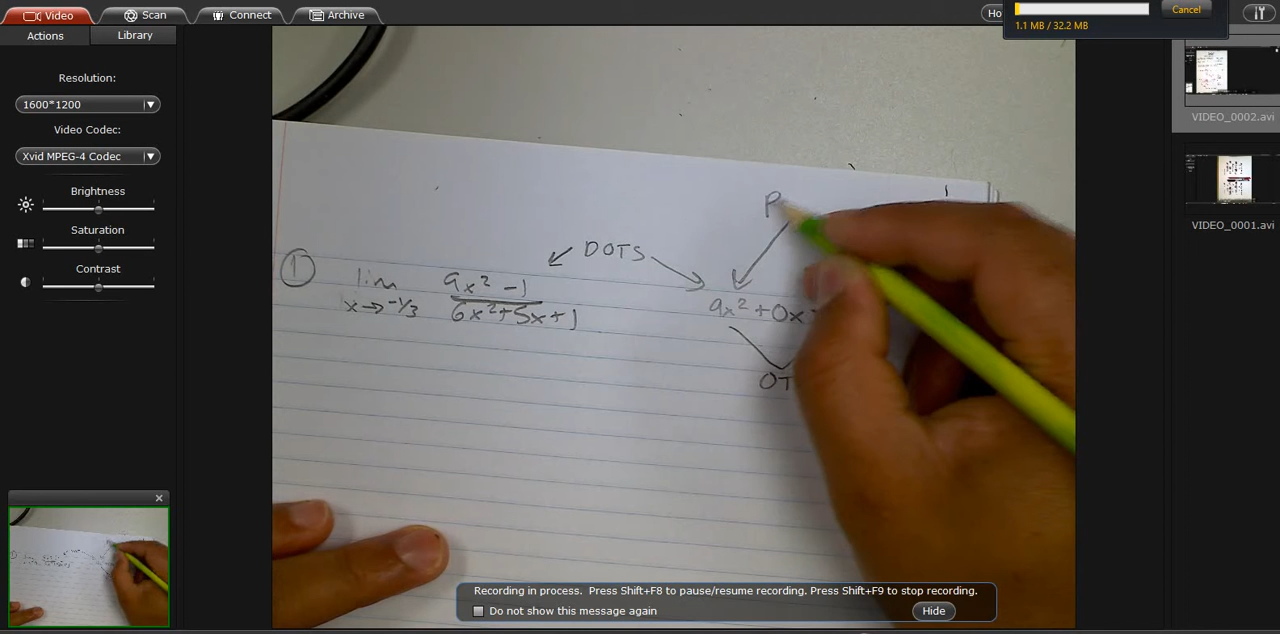 Video
Scan
Connect
Archive
Ho
1.1 MB / 32.2 MB
Cancel
Actions
Library
Resolution:
1600*1200
Video Codec:
Xvid MPEG-4 Codec
Brightness
Saturation
Contrast
VIDEO_0002.avi
VIDEO_0001.avi
P
DOTS
① lim 9x² - 1
x→-1/3 6x²+5x+1
9x² + 0x
OT
Recording in process. Press Shift+F8 to pause/resume recording. Press Shift+F9 to stop recording.
Do not show this message again
Hide